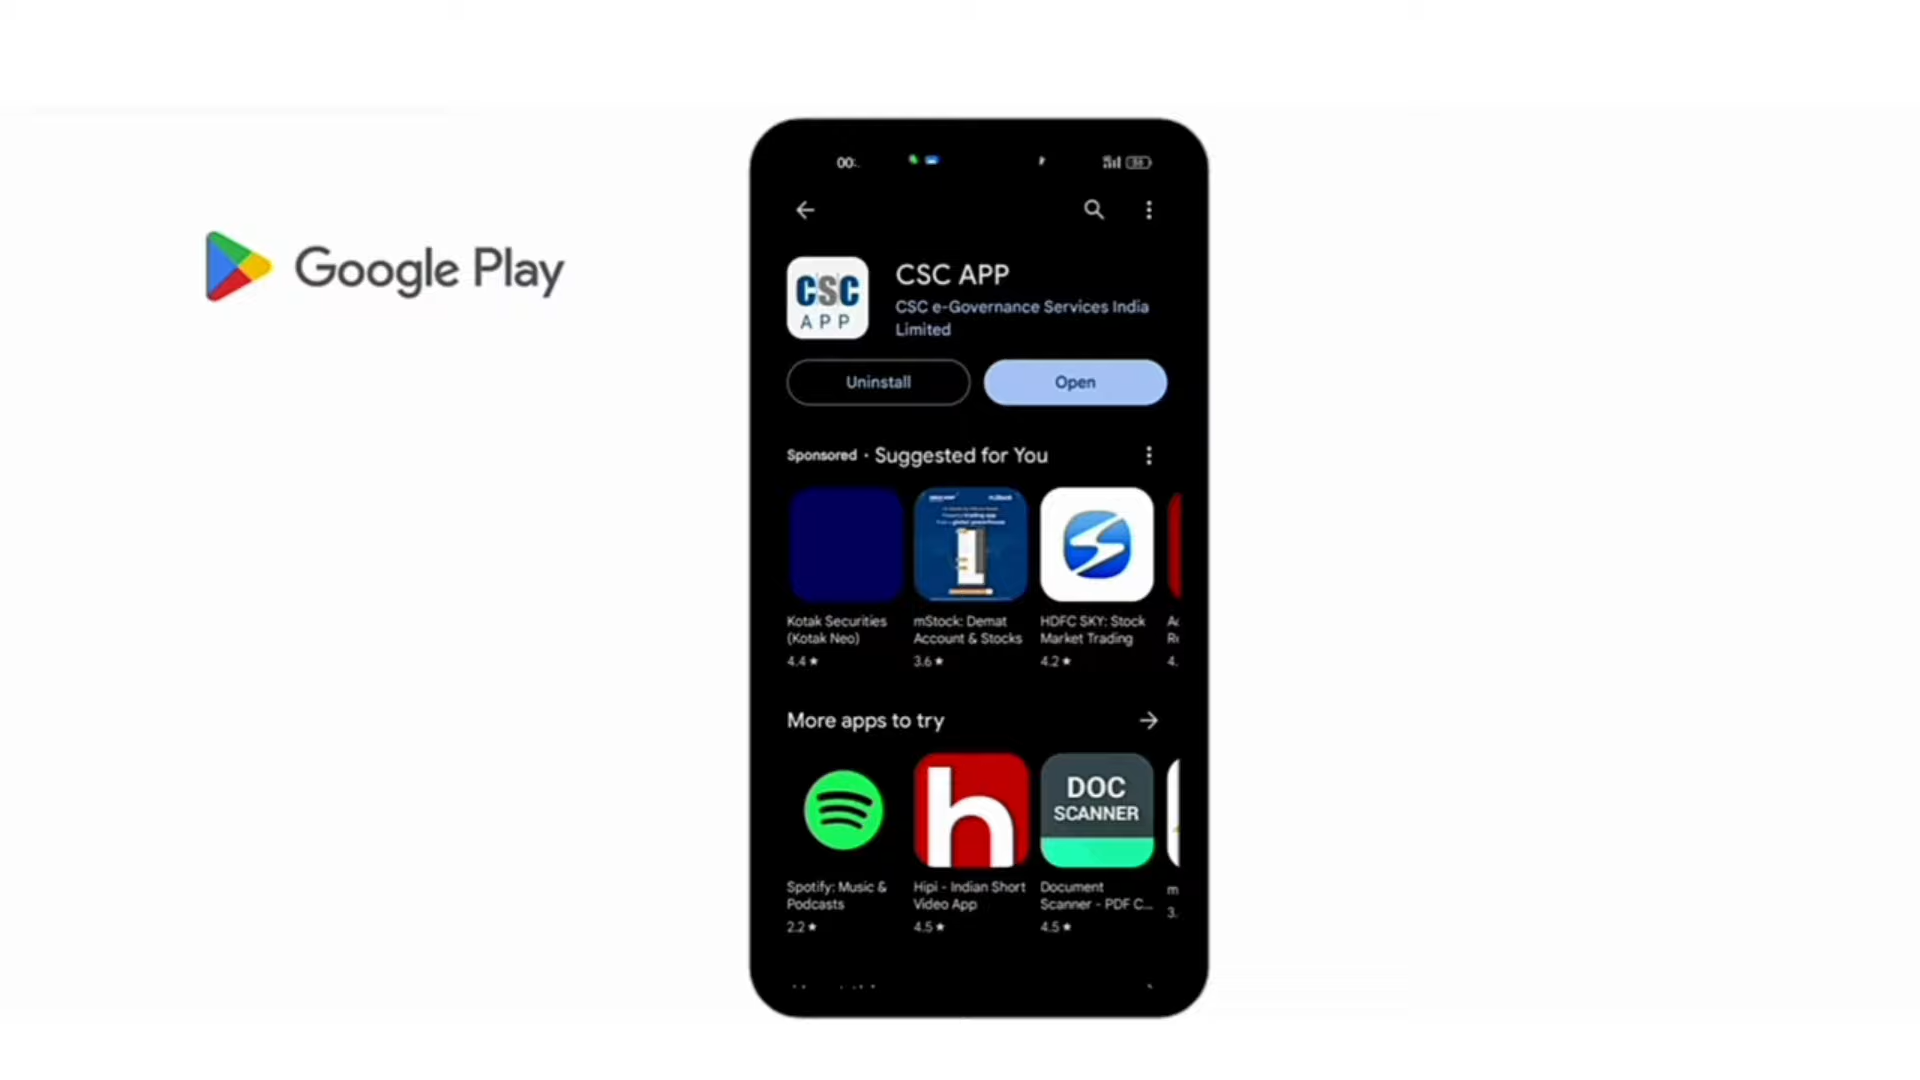 Google Play
00:
CSC APP
CSC e-Governance Services India
Limited
CSC
APP
Uninstall
Open
Sponsored · Suggested for You
Kotak Securities
(Kotak Neo)
4.4★
mStock: Demat
Account & Stocks
3.6★
HDFC SKY: Stock
Market Trading
4.2★
4.
More apps to try
h
DOC
SCANNER
Spotify: Music &
Podcasts
2.2★
Hipi - Indian Short
Video App
4.5★
Document
Scanner - PDF C...
4.5★
m
3.